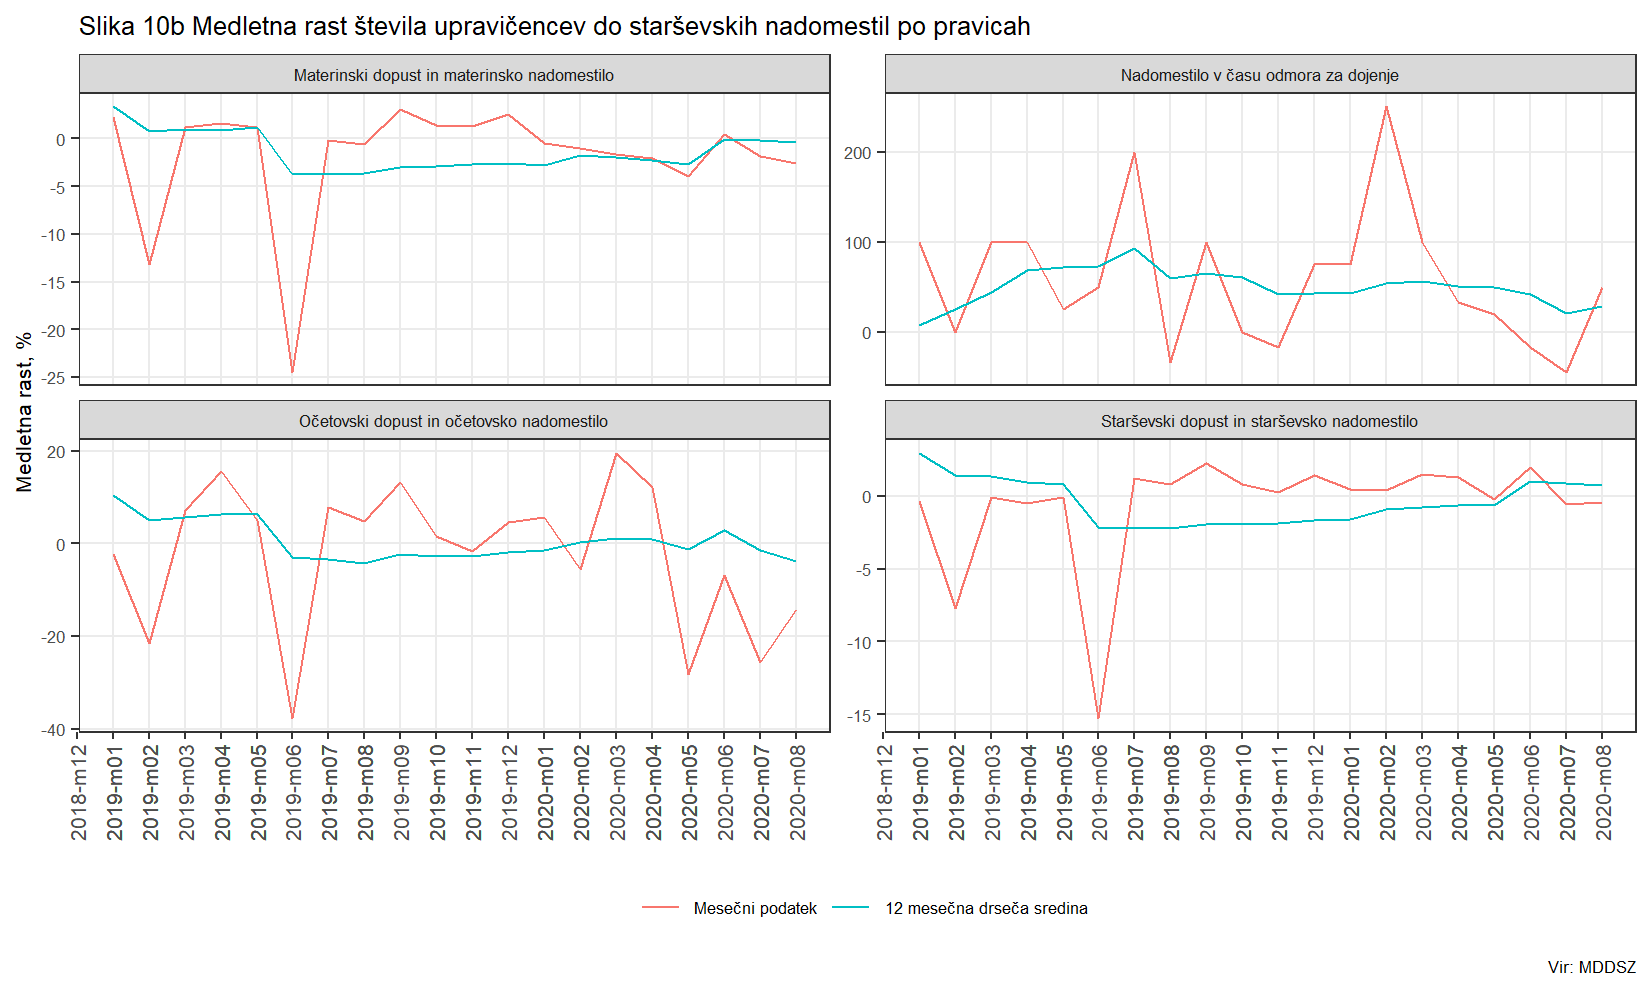 Slika 10b Medletna rast števila upravičencev do starševskih nadomestil po pravicah
Medletna rast, %
Materinski dopust in materinsko nadomestilo
0
-5
-10
-15
-20
-25
Nadomestilo v času odmora za dojenje
200
100
0
Očetovski dopust in očetovsko nadomestilo
20
0
-20
-40
2018-m12
2019-m01
2019-m02
2019-m03
2019-m04
2019-m05
2019-m06
2019-m07
2019-m08
2019-m09
2019-m10
2019-m11
2019-m12
2020-m01
2020-m02
2020-m03
2020-m04
2020-m05
2020-m06
2020-m07
2020-m08
Starševski dopust in starševsko nadomestilo
0
-5
-10
-15
2018-m12
2019-m01
2019-m02
2019-m03
2019-m04
2019-m05
2019-m06
2019-m07
2019-m08
2019-m09
2019-m10
2019-m11
2019-m12
2020-m01
2020-m02
2020-m03
2020-m04
2020-m05
2020-m06
2020-m07
2020-m08
Mesečni podatek
12 mesečna drseča sredina
Vir: MDDSZ